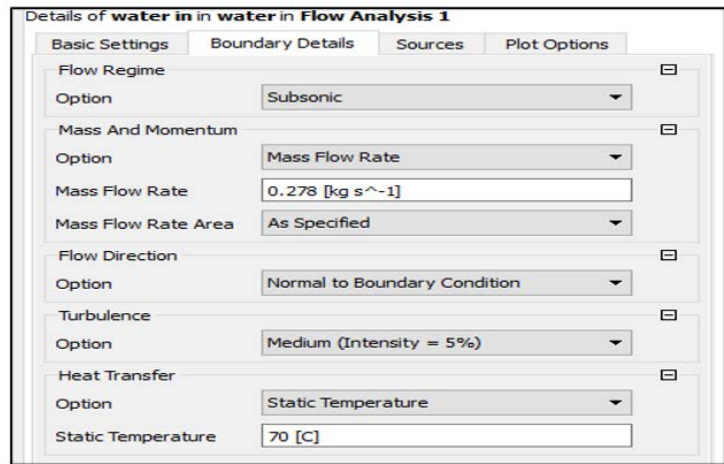 Details of water in in water in Flow Analysis 1
Basic Settings Boundary Details Sources Plot Options
Flow Regime
Option Subsonic
Mass And Momentum
Option Mass Flow Rate
Mass Flow Rate 0.278 [kg s^-1]
Mass Flow Rate Area As Specified
Flow Direction
Option Normal to Boundary Condition
Turbulence
Option Medium (Intensity = 5%)
Heat Transfer
Option Static Temperature
Static Temperature 70 [C]